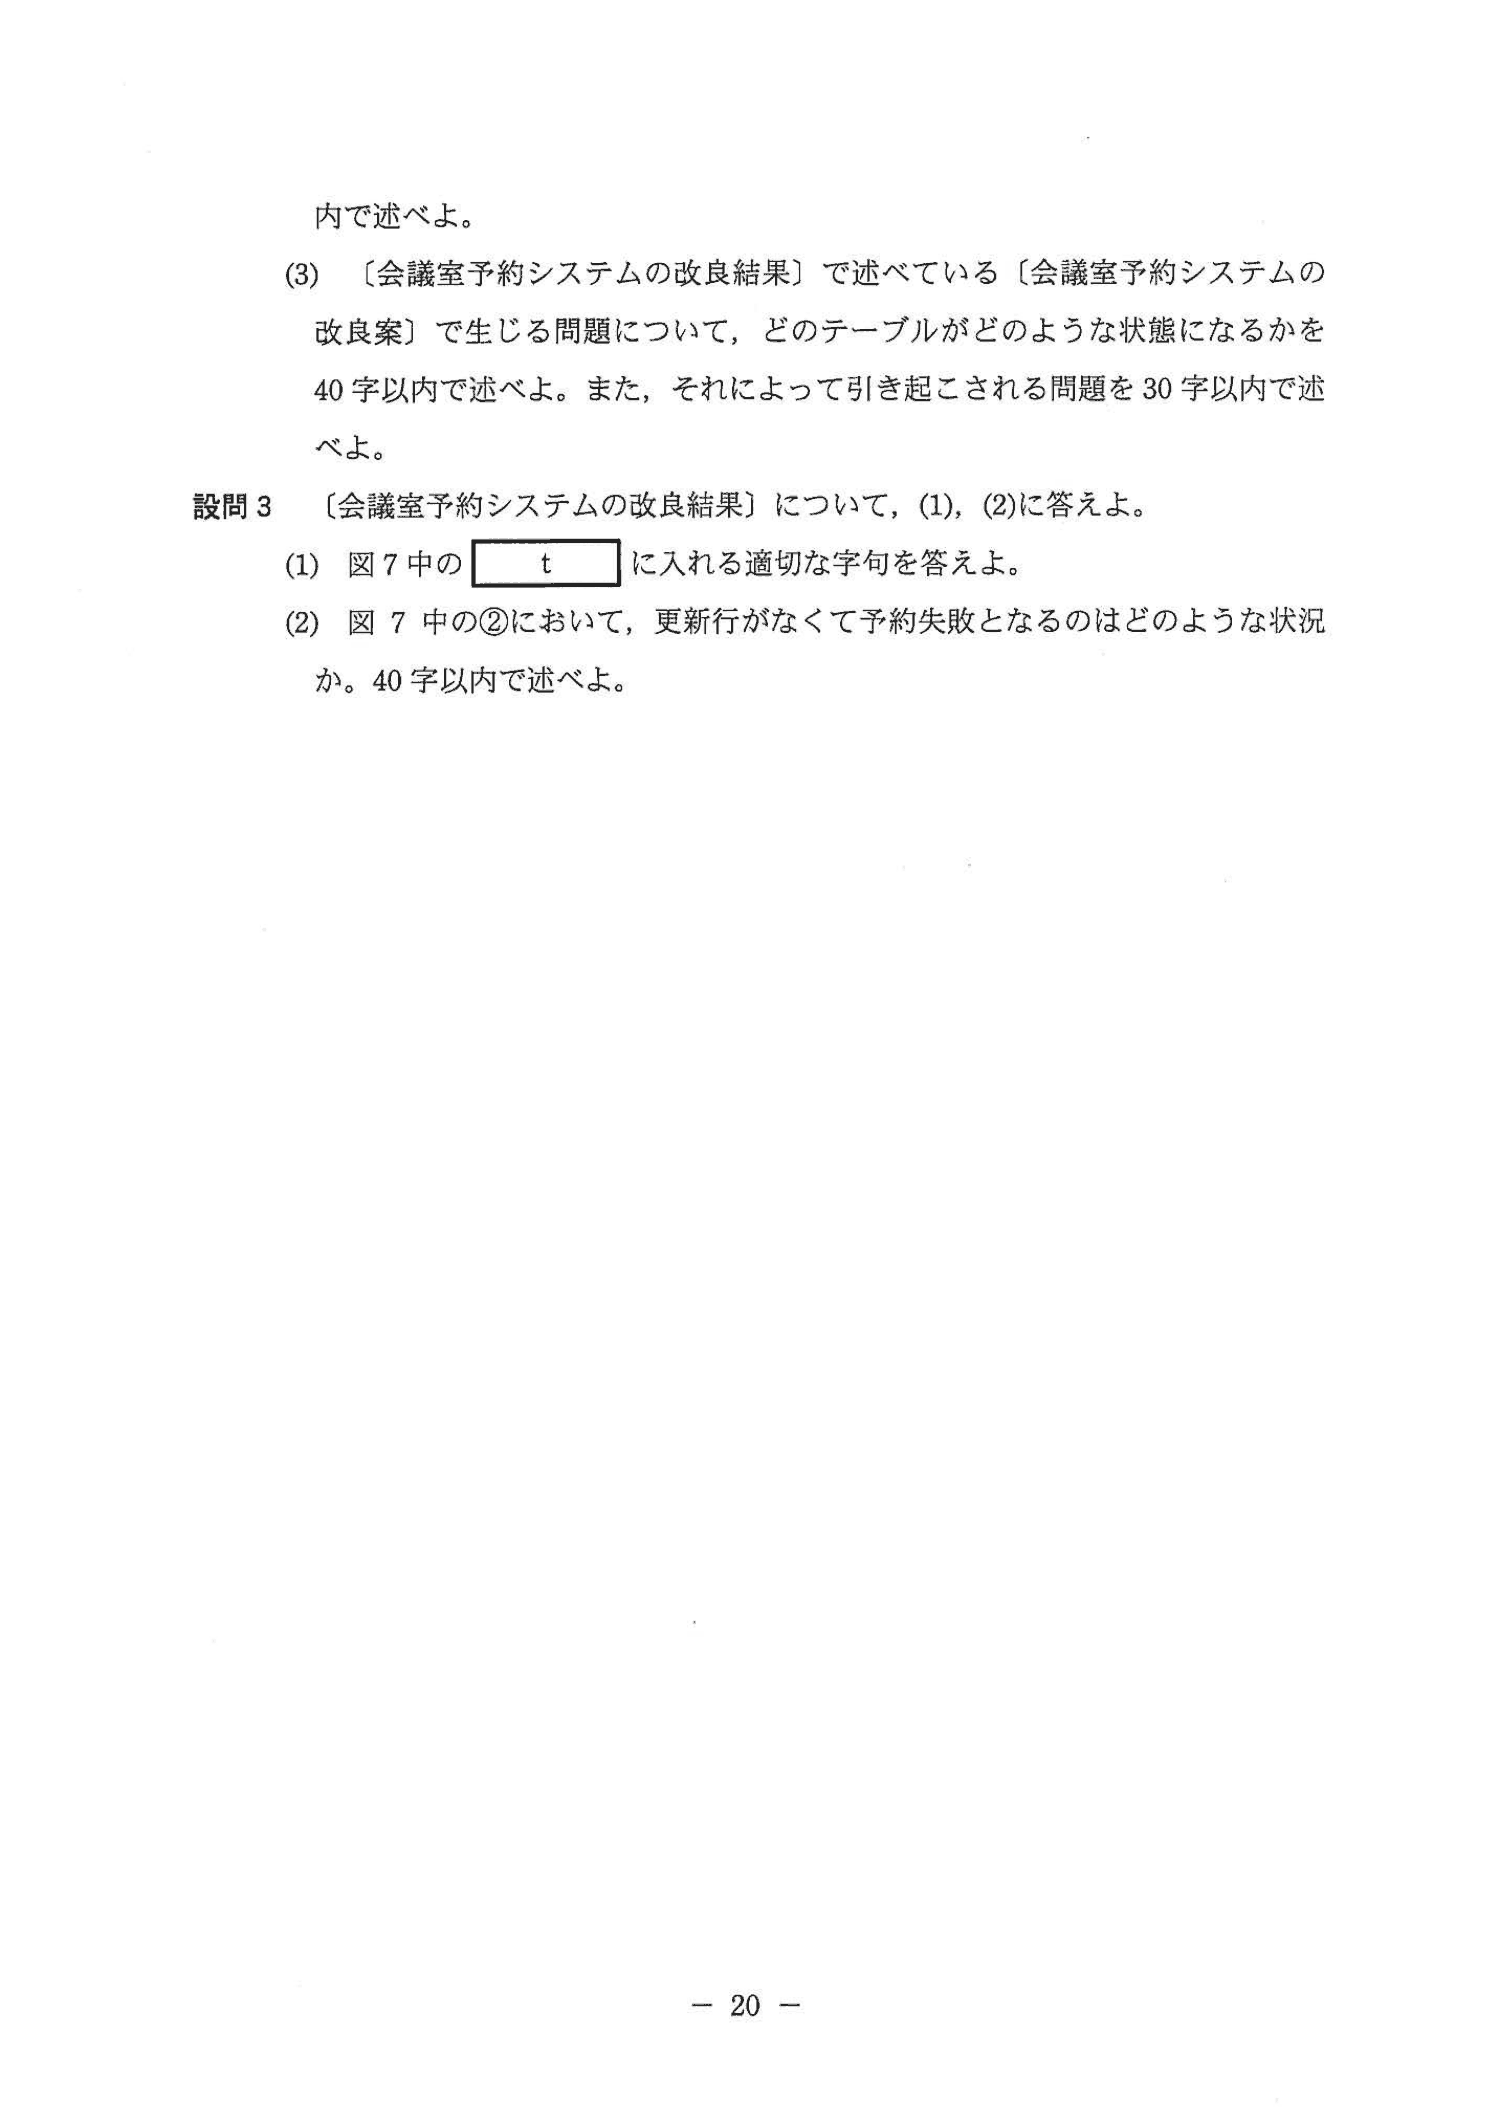 内で述べよ。
(3) 〔会議室予約システムの改良結果〕で述べている〔会議室予約システムの
改良案〕で生じる問題について，どのテーブルがどのような状態になるかを
40 字以内で述べよ。また，それによって引き起こされる問題を 30 字以内で述
べよ。
設問 3 〔会議室予約システムの改良結果〕について，(1)，(2)に答えよ。
(1) 図 7 中の t に入れる適切な字句を答えよ。
(2) 図 7 中の②において，更新行がなくて予約失敗となるのはどのような状況
か。40 字以内で述べよ。
－ 20 －